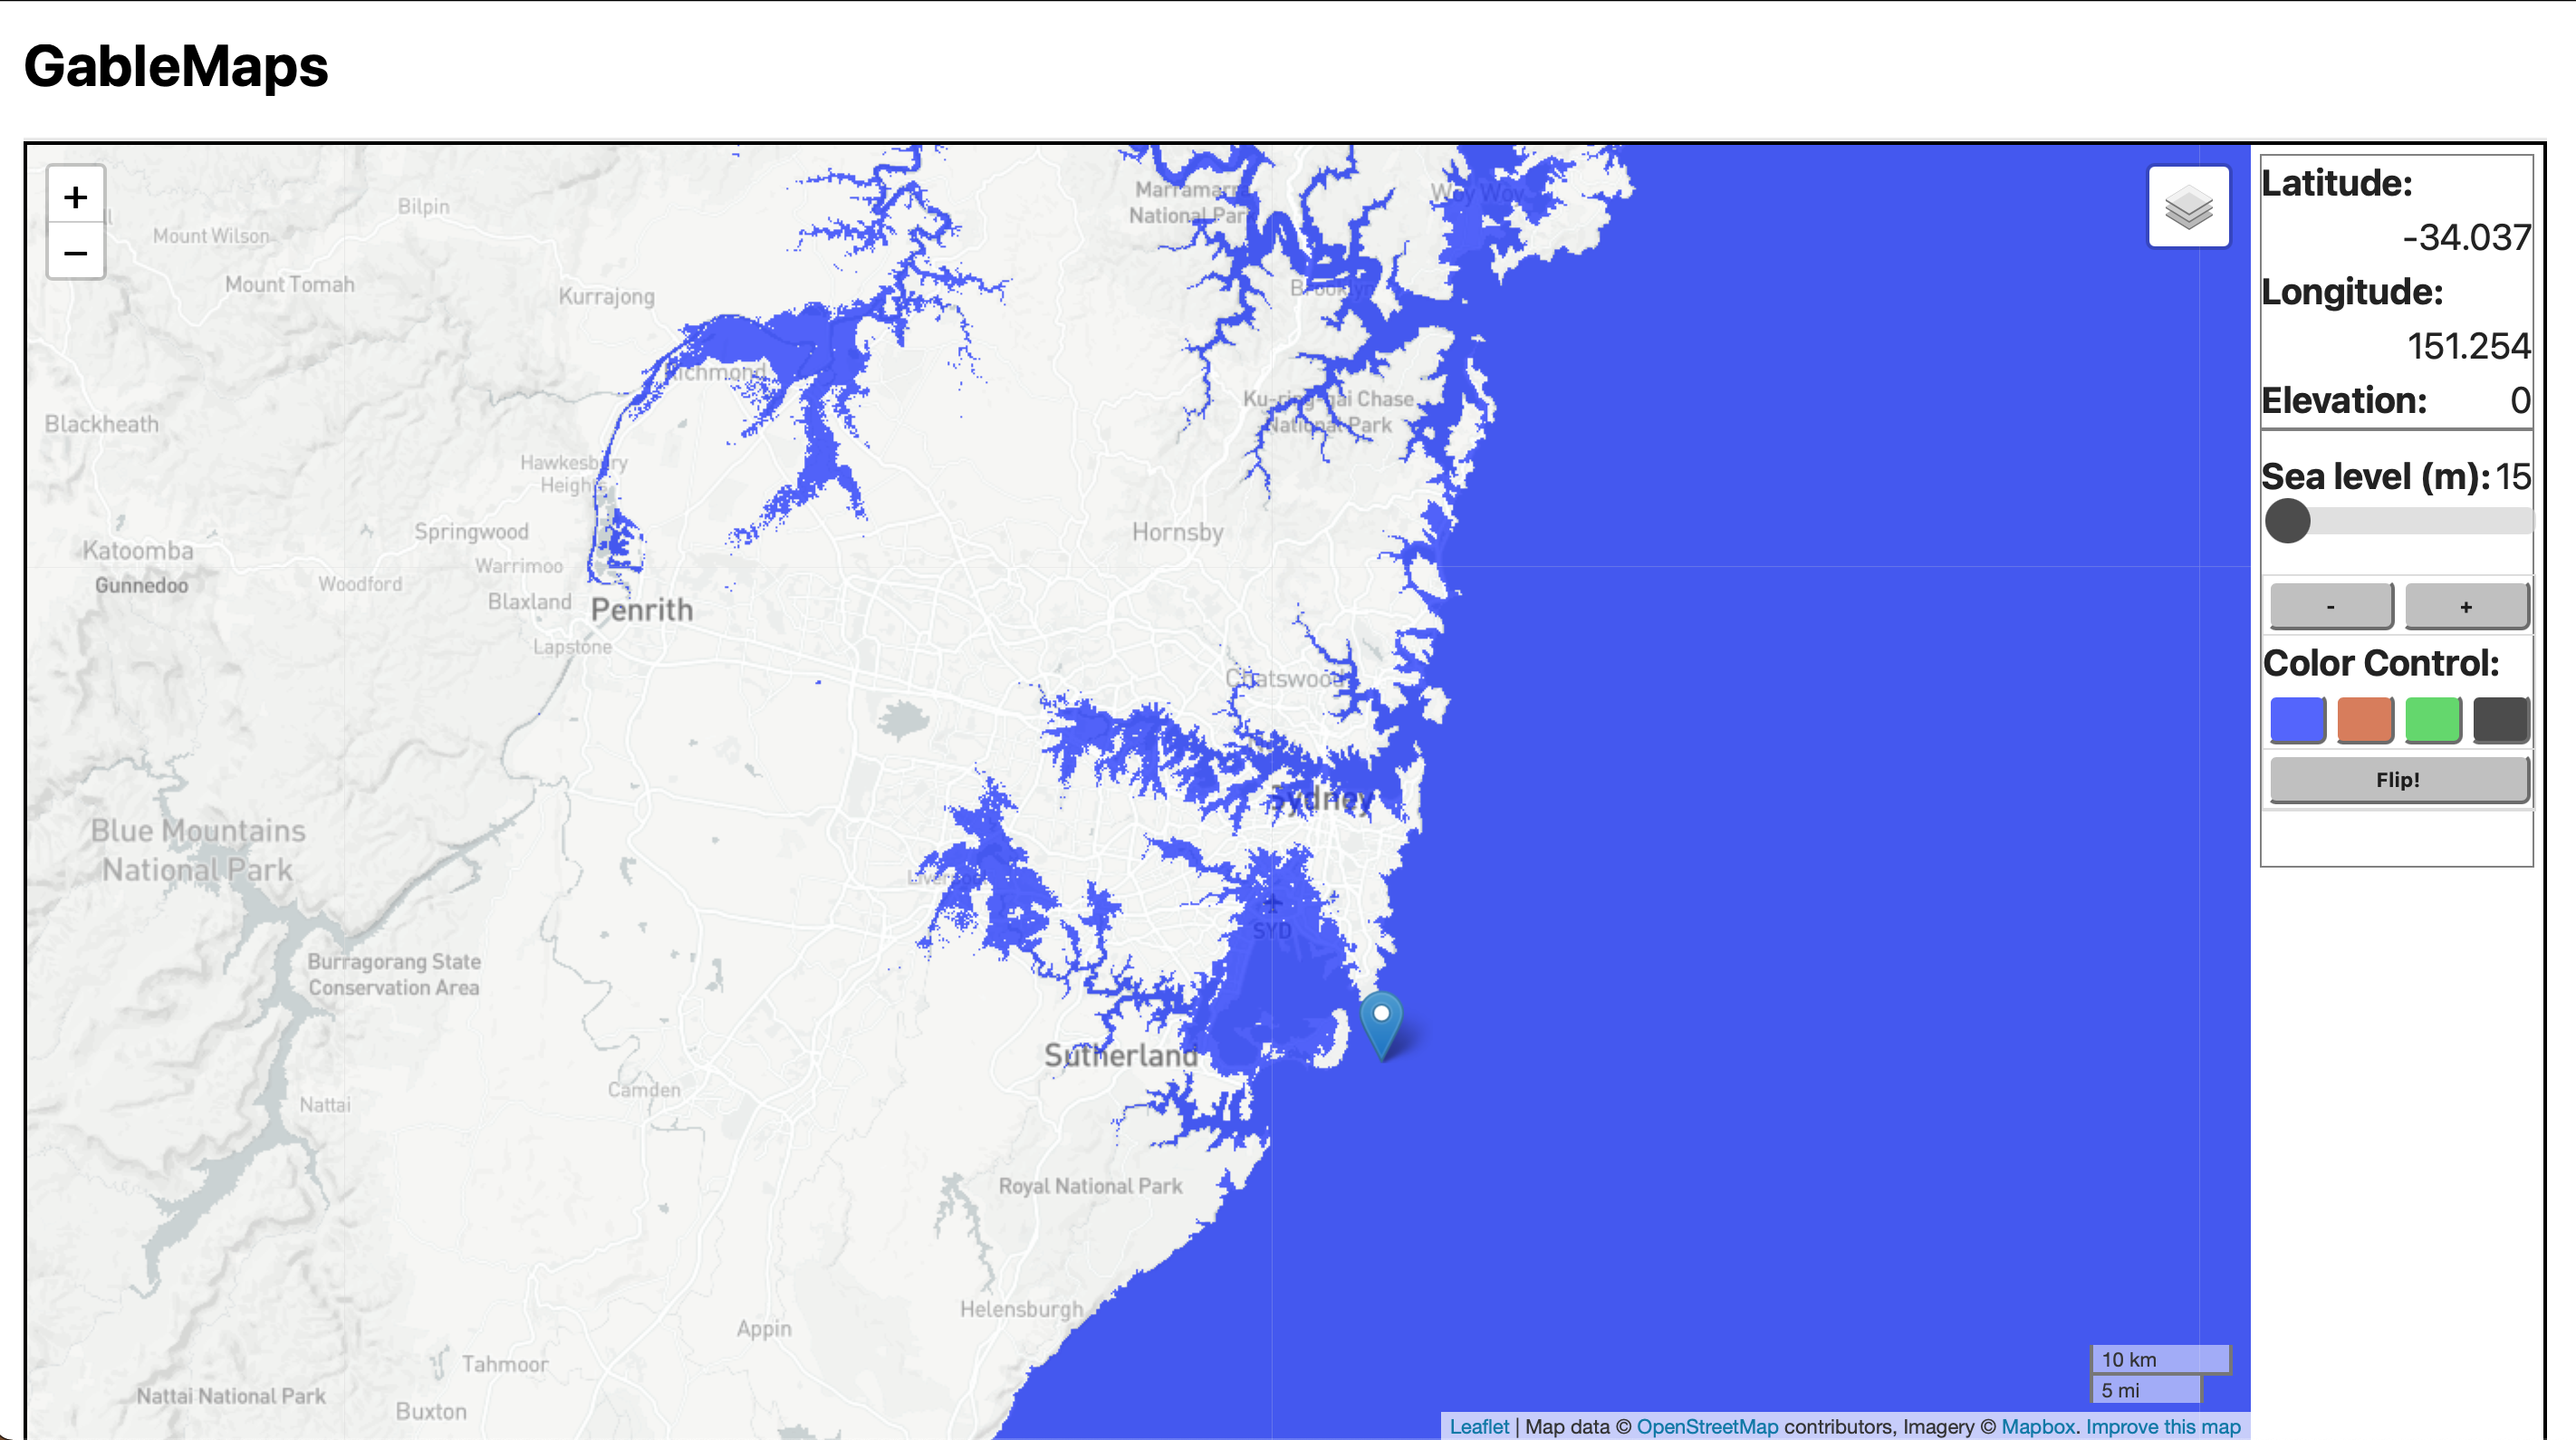 GableMaps
+
−
Bilpin
Mount Wilson
Mount Tomah
Kurrajong
Marramarra
National Park
Woy Woy
Brooklyn
Richmond
Blackheath
Ku-ring-gai Chase
National Park
Hawkesbury
Heights
Springwood
Hornsby
Katoomba
Gunnedoo
Woodford
Warrimoo
Blaxland
Penrith
Lapstone
Chatswood
Sydney
Blue Mountains
National Park
Liverpool
SYD
Burragorang State
Conservation Area
Sutherland
Camden
Nattai
Royal National Park
Helensburgh
Appin
Tahmoor
Nattai National Park
Buxton
10 km
5 mi
Leaflet | Map data © OpenStreetMap contributors, Imagery © Mapbox. Improve this map
Latitude:
-34.037
Longitude:
151.254
Elevation: 0
Sea level (m): 15
- +
Color Control:
Flip!